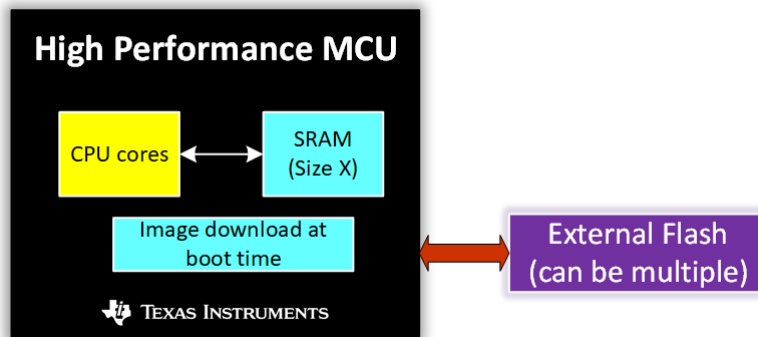 High Performance MCU
CPU cores
SRAM
(Size X)
Image download at
boot time
External Flash
(can be multiple)
TEXAS INSTRUMENTS